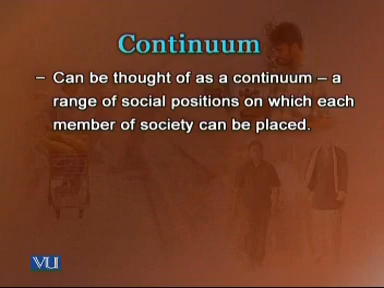 Continuum
– Can be thought of as a continuum – a
range of social positions on which each
member of society can be placed.
VU